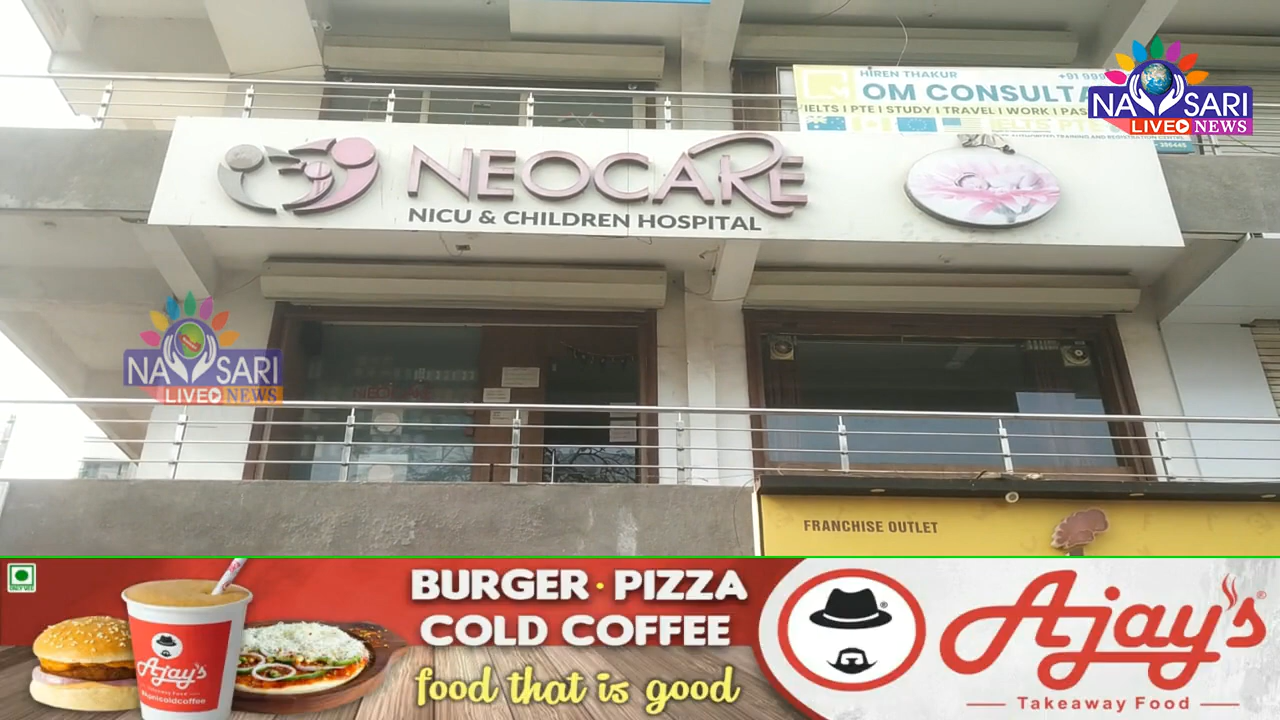 HIREN THAKUR
+91 999
OM CONSULTA
IELTS I PTE I STUDY I TRAVEL I WORK I PAS
NAVSARI
LIVE NEWS
NEOCARE
NICU & CHILDREN HOSPITAL
NAVSARI
LIVE NEWS
FRANCHISE OUTLET
BURGER · PIZZA
COLD COFFEE
food that is good
Ajay's
Takeaway Food
Ajay's